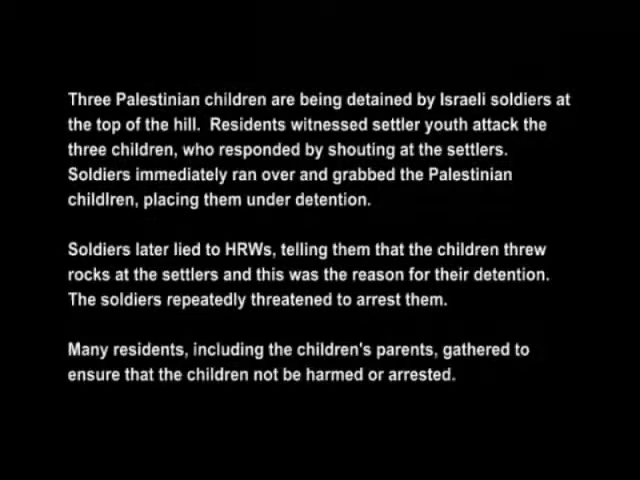 Three Palestinian children are being detained by Israeli soldiers at
the top of the hill.  Residents witnessed settler youth attack the
three children, who responded by shouting at the settlers.
Soldiers immediately ran over and grabbed the Palestinian
childlren, placing them under detention.

Soldiers later lied to HRWs, telling them that the children threw
rocks at the settlers and this was the reason for their detention.
The soldiers repeatedly threatened to arrest them.

Many residents, including the children's parents, gathered to
ensure that the children not be harmed or arrested.